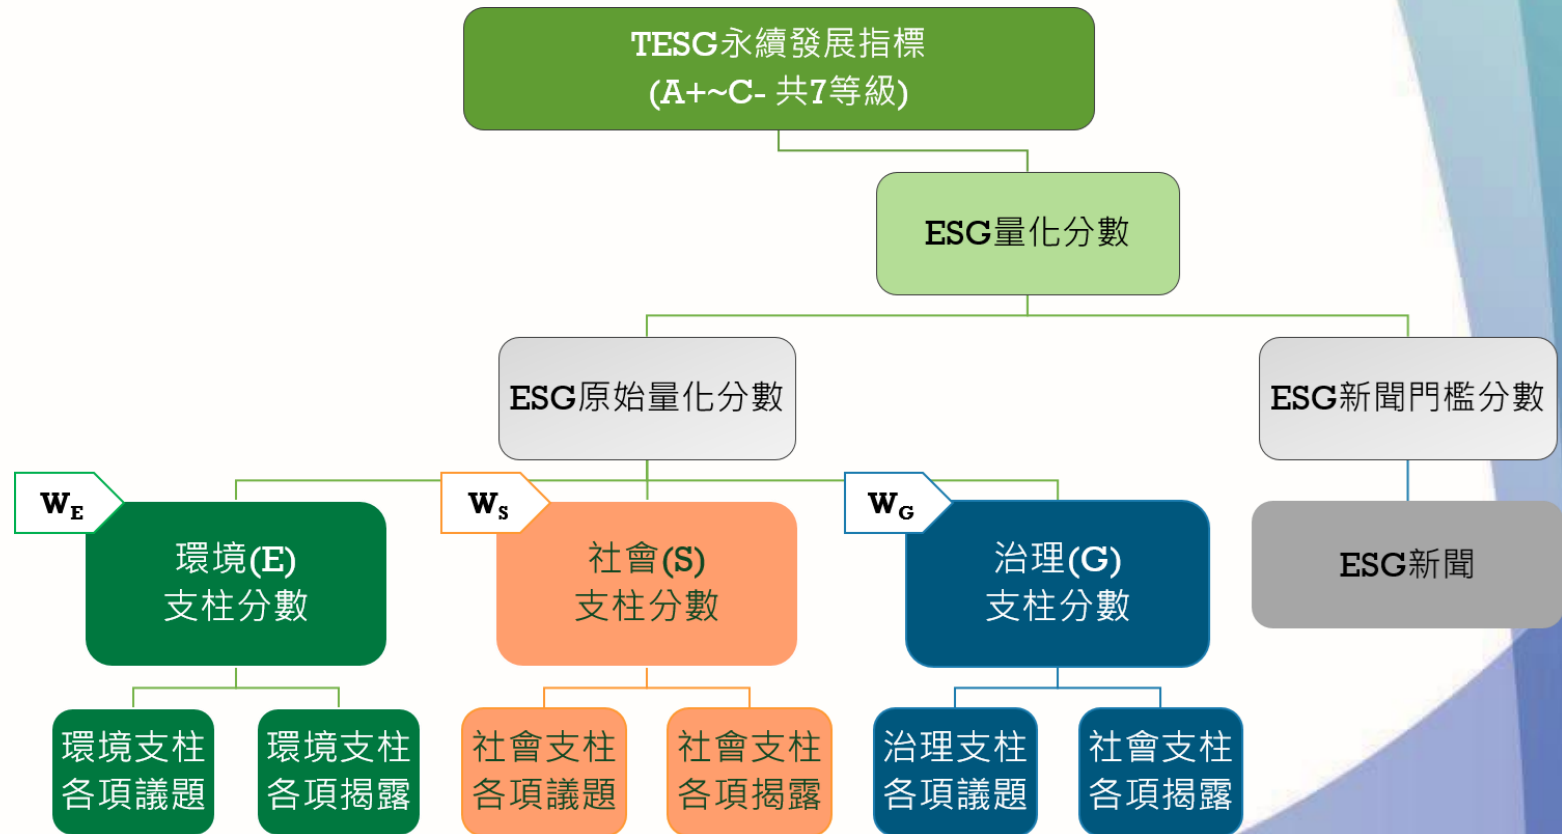 TESG永續發展指標
(A+~C- 共7等級)
ESG量化分數
ESG原始量化分數
ESG新聞門檻分數
WE
環境(E)
支柱分數
WS
社會(S)
支柱分數
WG
治理(G)
支柱分數
ESG新聞
環境支柱
各項議題
環境支柱
各項揭露
社會支柱
各項議題
社會支柱
各項揭露
治理支柱
各項議題
社會支柱
各項揭露